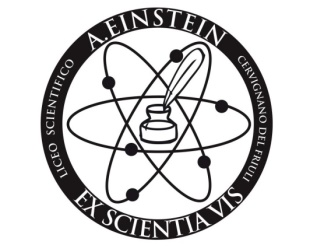 A.EINSTEIN
LICEO SCIENTIFICO
CERVIGNANO DEL FRIULI
EX SCIENTIA VIS